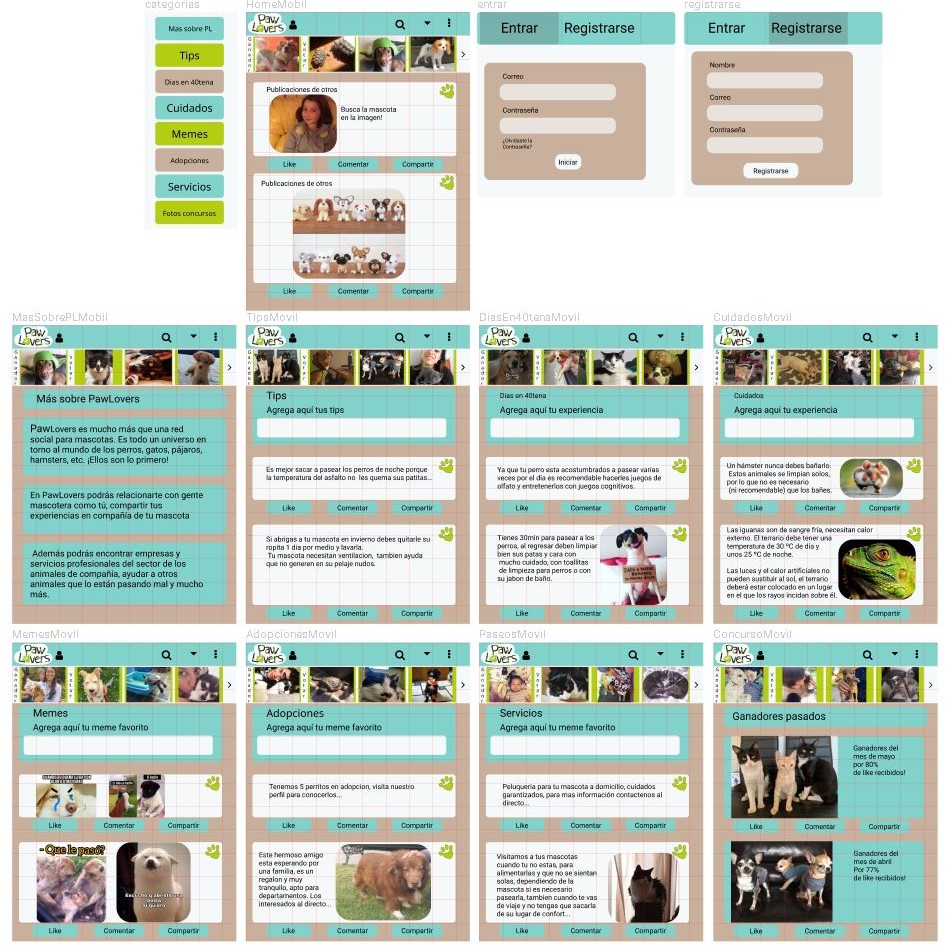 categorias
Mas sobre PL
Tips
Dias en 40tena
Cuidados
Memes
Adopciones
Servicios
Fotos concursos
HomeMobil
Paw
Lovers
Ganador
Votar
Publicaciones de otros
Busca la mascota
en la imagen!
Like
Comentar
Compartir
Publicaciones de otros
Like
Comentar
Compartir
entrar
Entrar
Registrarse
Correo
Contraseña
¿Olvidaste la
Contraseña?
Iniciar
registrarse
Entrar
Registrarse
Nombre
Correo
Contraseña
Registrarse
MasSobrePLMobil
Paw
Lovers
Ganador
Votar
Más sobre PawLovers
PawLovers es mucho más que una red
social para mascotas. Es todo un universo en
torno al mundo de los perros, gatos, pájaros,
hamsters, etc. ¡Ellos son lo primero!
En PawLovers podrás relacionarte con gente
mascotera como tú, compartir tus
experiencias en compañía de tu mascota
Además podrás encontrar empresas y
servicios profesionales del sector de los
animales de compañía, ayudar a otros
animales que lo están pasando mal y mucho
más.
TipsMovil
Paw
Lovers
Ganador
Votar
Tips
Agrega aquí tus tips
Es mejor sacar a pasear los perros de noche porque
la temperatura del asfalto no les quema sus patitas...
Like
Comentar
Compartir
Si abrigas a tu mascota en invierno debes quitarle su
ropita 1 dia por medio y lavarla.
Tu mascota necesita ventilacion, tambien ayuda
que no generen en su pelaje nudos.
Like
Comentar
Compartir
DiasEn40tenaMovil
Paw
Lovers
Ganador
Votar
Dias en 40tena
Agrega aquí tu experiencia
Ya que tu perro esta acostumbrados a pasear varias
veces por el día es recomendable hacerles juegos de
olfato y entretenerlos con juegos cognitivos.
Like
Comentar
Compartir
Tienes 30min para pasear a los
perros, al regresar deben limpiar
bien sus patas y cara con
mucho cuidado, con toallitas
de limpieza para perros o con
su jabon de baño.
Like
Comentar
Compartir
CuidadosMovil
Paw
Lovers
Ganador
Votar
Cuidados
Agrega aquí tu experiencia
Un hámster nunca debes bañarlo.
Estos animales se limpian solos,
por lo que no es necesario
(ni recomendable) que los bañes.
Like
Comentar
Compartir
Las iguanas son de sangre fría, necesitan calor
externo. El terrario debe tener una
temperatura de 30 ºC de día y
unos 25 ºC de noche.
Las luces y el calor artificiales no
pueden sustituir al sol, el terrario
deberá estar colocado en un lugar
en el que los rayos incidan sobre él.
Like
Comentar
Compartir
MemesMovil
Paw
Lovers
Ganador
Votar
Memes
Agrega aquí tu meme favorito
Like
Comentar
Compartir
- Que le pasó?
Like
Comentar
Compartir
AdopcionesMovil
Paw
Lovers
Ganador
Votar
Adopciones
Agrega aquí tu meme favorito
Tenemos 5 perritos en adopcion, visita nuestro
perfil para conocerlos...
Like
Comentar
Compartir
Este hermoso amigo
esta esperando por
una familia, es un
regalon y muy
tranquilo, apto para
departamentos. Los
interesados al directo...
Like
Comentar
Compartir
PaseosMovil
Paw
Lovers
Ganador
Votar
Servicios
Agrega aquí tu meme favorito
Peluqueria para tu mascota a domicilio, cuidados
garantizados, para mas información contactenos al
directo...
Like
Comentar
Compartir
Visitamos a tus mascotas
cuando tu no estas, para
alimentarlas y que no se sientan
solas, dependiendo de la
mascota si es necesario
pasearla, tambien cuando te vas
de viaje y no tengas que sacarla
de su lugar de confort...
Like
Comentar
Compartir
ConcursoMovil
Paw
Lovers
Ganador
Votar
Ganadores pasados
Ganadores del
mes de mayo
por 80%
de like recibidos!
Like
Comentar
Compartir
Ganadores del
mes de abril
Por 77%
de like recibidos!
Like
Comentar
Compartir